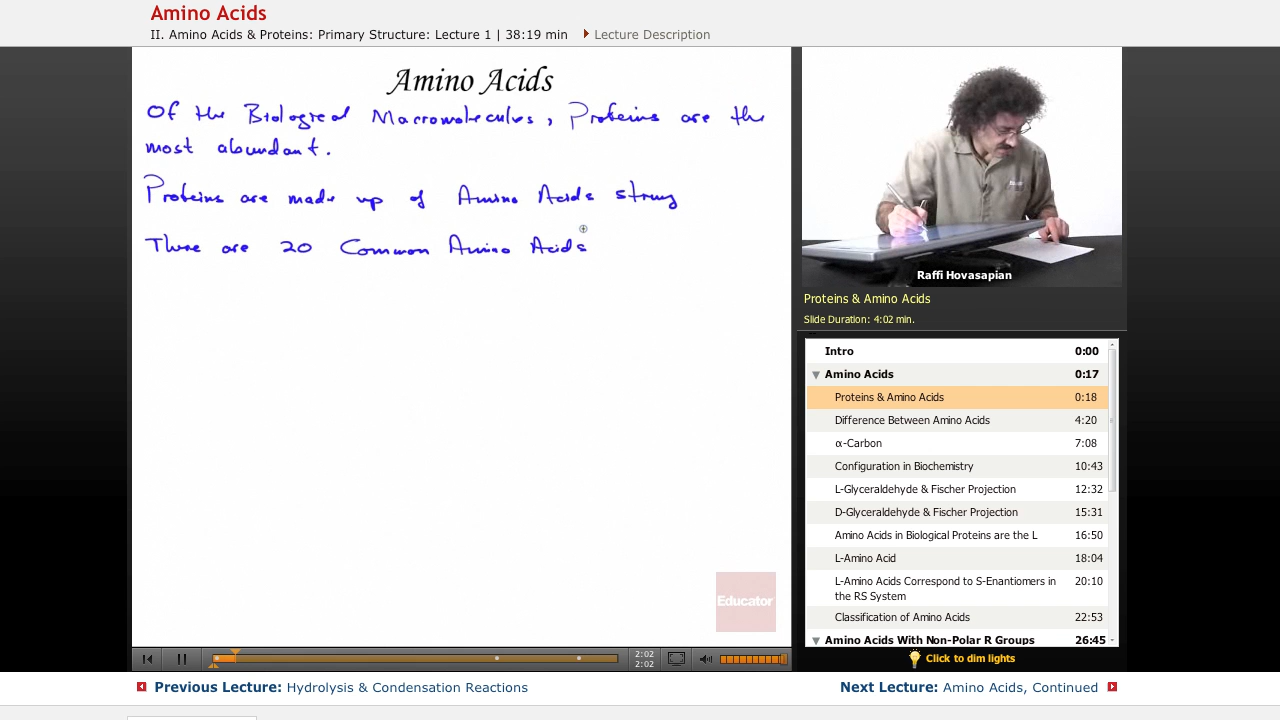 Amino Acids
II. Amino Acids & Proteins: Primary Structure: Lecture 1 | 38:19 min Lecture Description
Amino Acids
Of the Biological Macromolecules, Proteins are the
most abundant.
Proteins are made up of Amino Acids strung
There are 20 Common Amino Acids
Educator
Raffi Hovasapian
Proteins & Amino Acids
Slide Duration: 4:02 min.
Intro 0:00
Amino Acids 0:17
Proteins & Amino Acids 0:18
Difference Between Amino Acids 4:20
α-Carbon 7:08
Configuration in Biochemistry 10:43
L-Glyceraldehyde & Fischer Projection 12:32
D-Glyceraldehyde & Fischer Projection 15:31
Amino Acids in Biological Proteins are the L 16:50
L-Amino Acid 18:04
L-Amino Acids Correspond to S-Enantiomers in 20:10
the RS System
Classification of Amino Acids 22:53
Amino Acids With Non-Polar R Groups 26:45
2:02
2:02
Click to dim lights
Previous Lecture: Hydrolysis & Condensation Reactions
Next Lecture: Amino Acids, Continued